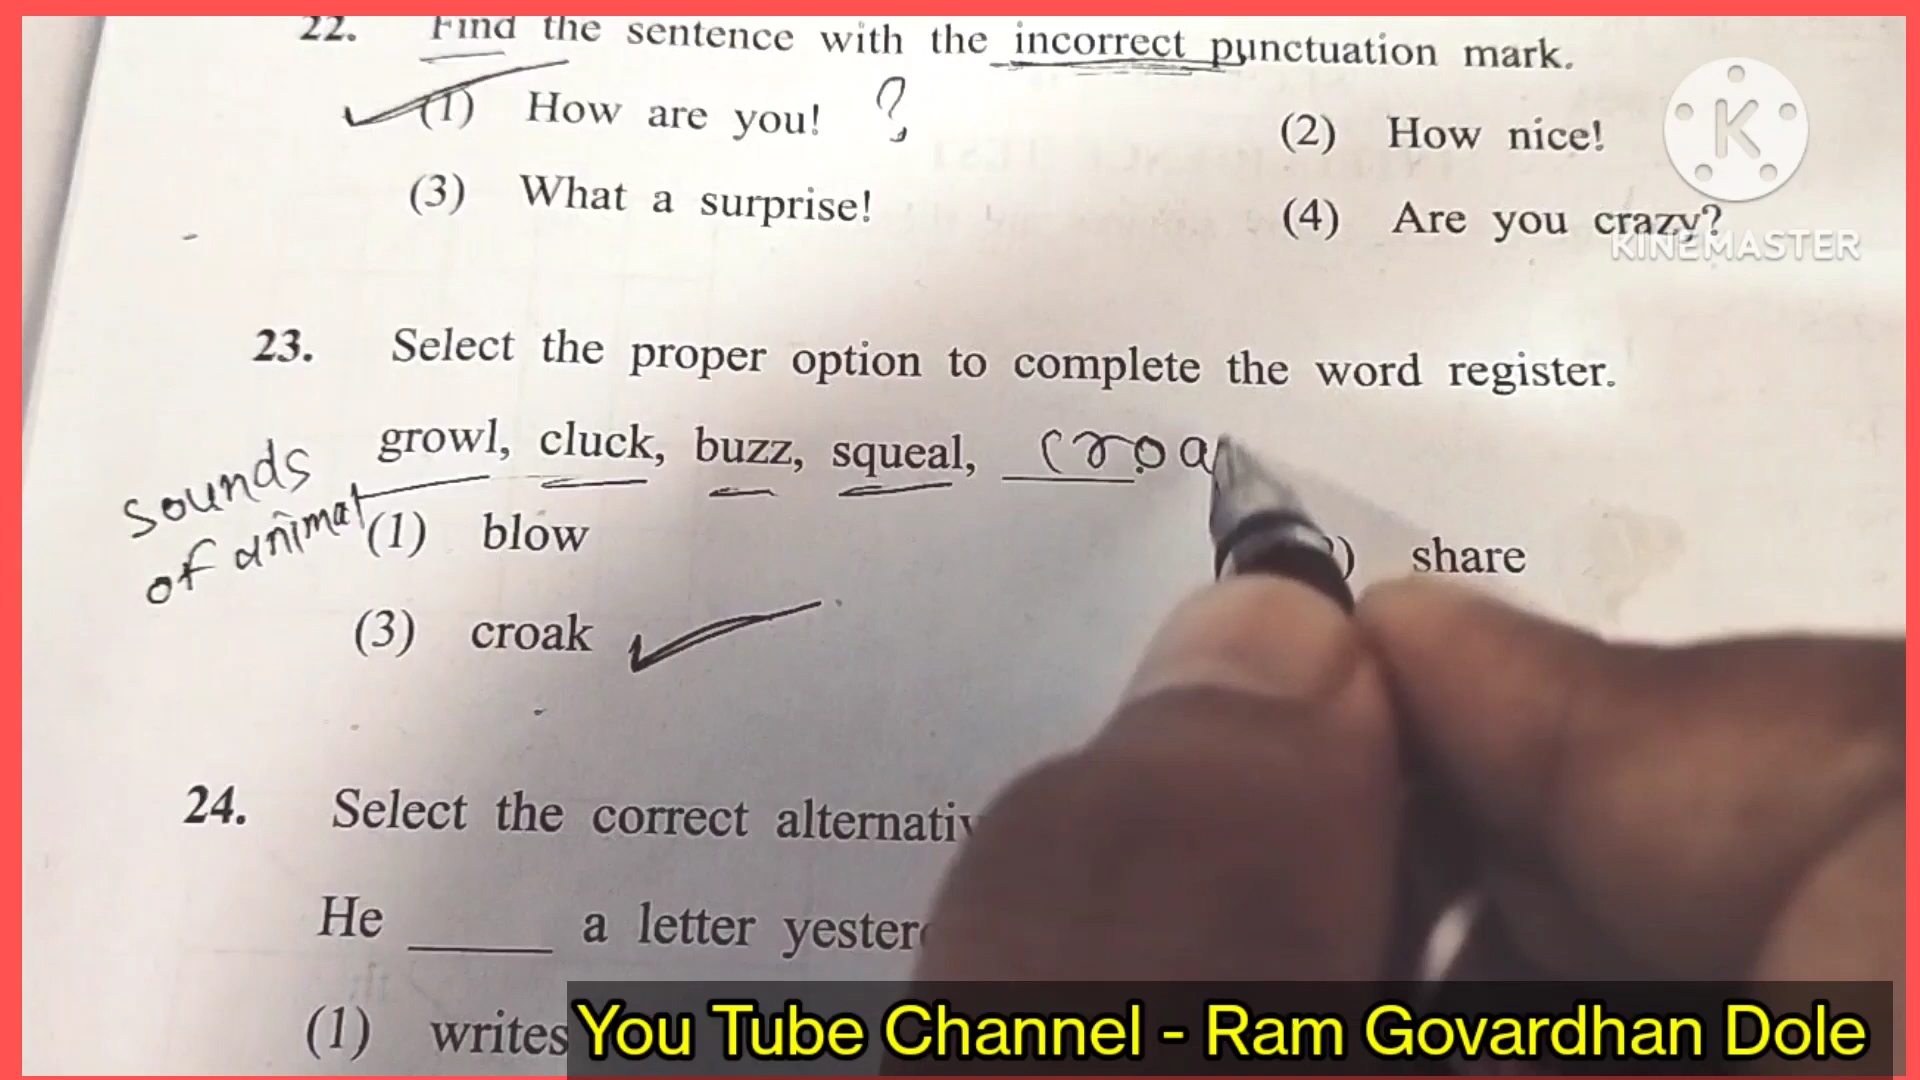 22. Find the sentence with the incorrect punctuation mark.
(1) How are you! ?
(2) How nice!
(3) What a surprise!
(4) Are you crazy?
KINEMASTER
23. Select the proper option to complete the word register.
growl, cluck, buzz, squeal, croa
sounds
of animal
(1) blow
share
(3) croak
24. Select the correct
He _____ a letter
(1) writes
You Tube Channel - Ram Govardhan Dole